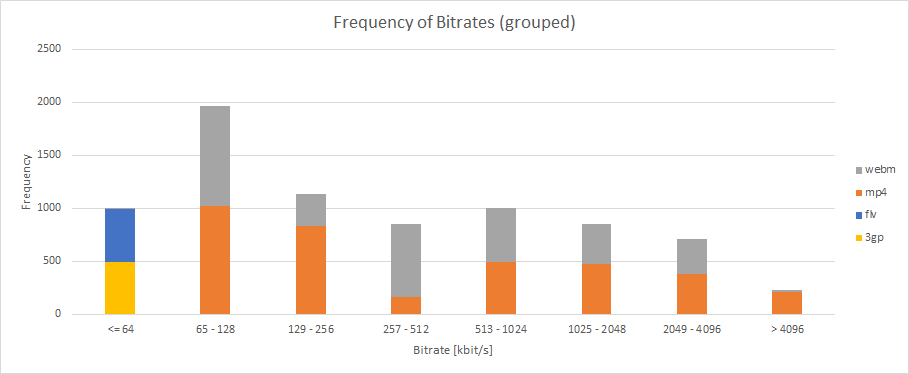 Frequency of Bitrates (grouped)
2500
2000
1500
1000
500
0
Frequency
<= 64
65 - 128
129 - 256
257 - 512
513 - 1024
1025 - 2048
2049 - 4096
> 4096
Bitrate [kbit/s]
webm
mp4
flv
3gp